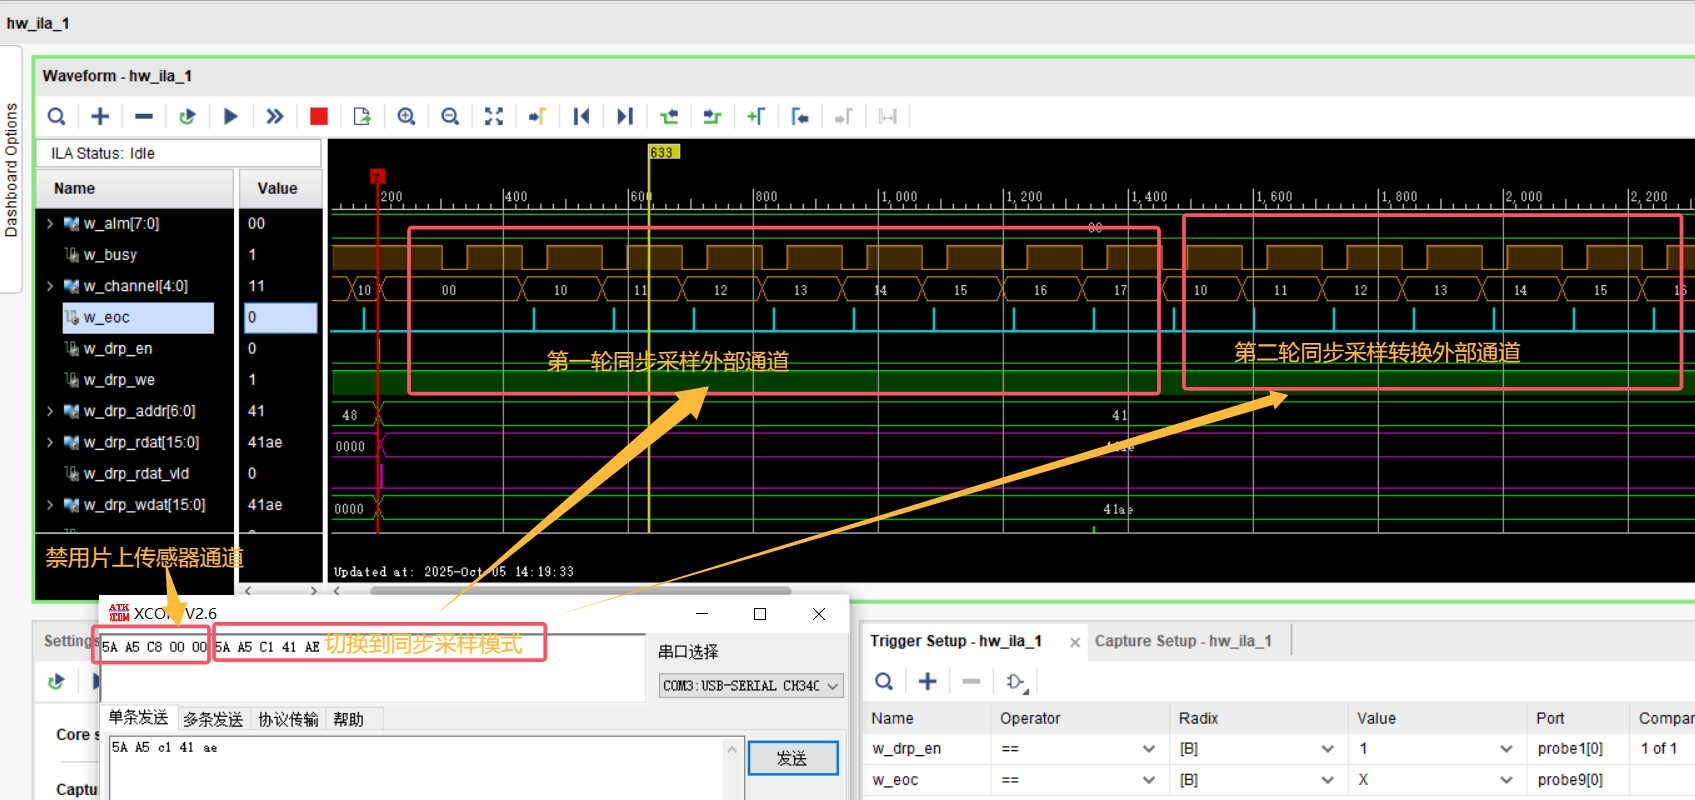 hw_ila_1
Dashboard Options
Waveform - hw_ila_1
ILA Status: Idle
Name Value
w_alm[7:0] 00
w_busy 1
w_channel[4:0] 11
w_eoc 0
w_drp_en 0
w_drp_we 1
w_drp_addr[6:0] 41
w_drp_rdat[15:0] 41ae
w_drp_rdat_vld 0
w_drp_wdat[15:0] 41ae
633
T
200 400 600 800 1,000 1,200 1,400 1,600 1,800 2,000 2,200
00
10 00 10 11 12 13 14 15 16 17 10 11 12 13 14 15 16
第一轮同步采样外部通道
第二轮同步采样转换外部通道
48 41
0000 41ae
0000 41ae
Updated at: 2025-Oct-05 14:19:33
禁用片上传感器通道
ATK XCOM
XCOM V2.6
Settings
5A A5 C8 00 00 5A A5 C1 41 AE
切换到同步采样模式
串口选择
COM3:USB-SERIAL CH340
单条发送 多条发送 协议传输 帮助
5A A5 c1 41 ae
发送
Core s
Captu
Trigger Setup - hw_ila_1 Capture Setup - hw_ila_1
Name Operator Radix Value Port Compar
w_drp_en == [B] 1 probe1[0] 1 of 1
w_eoc == [B] X probe9[0]